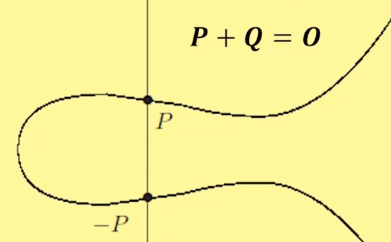 P + Q = O
P
−P